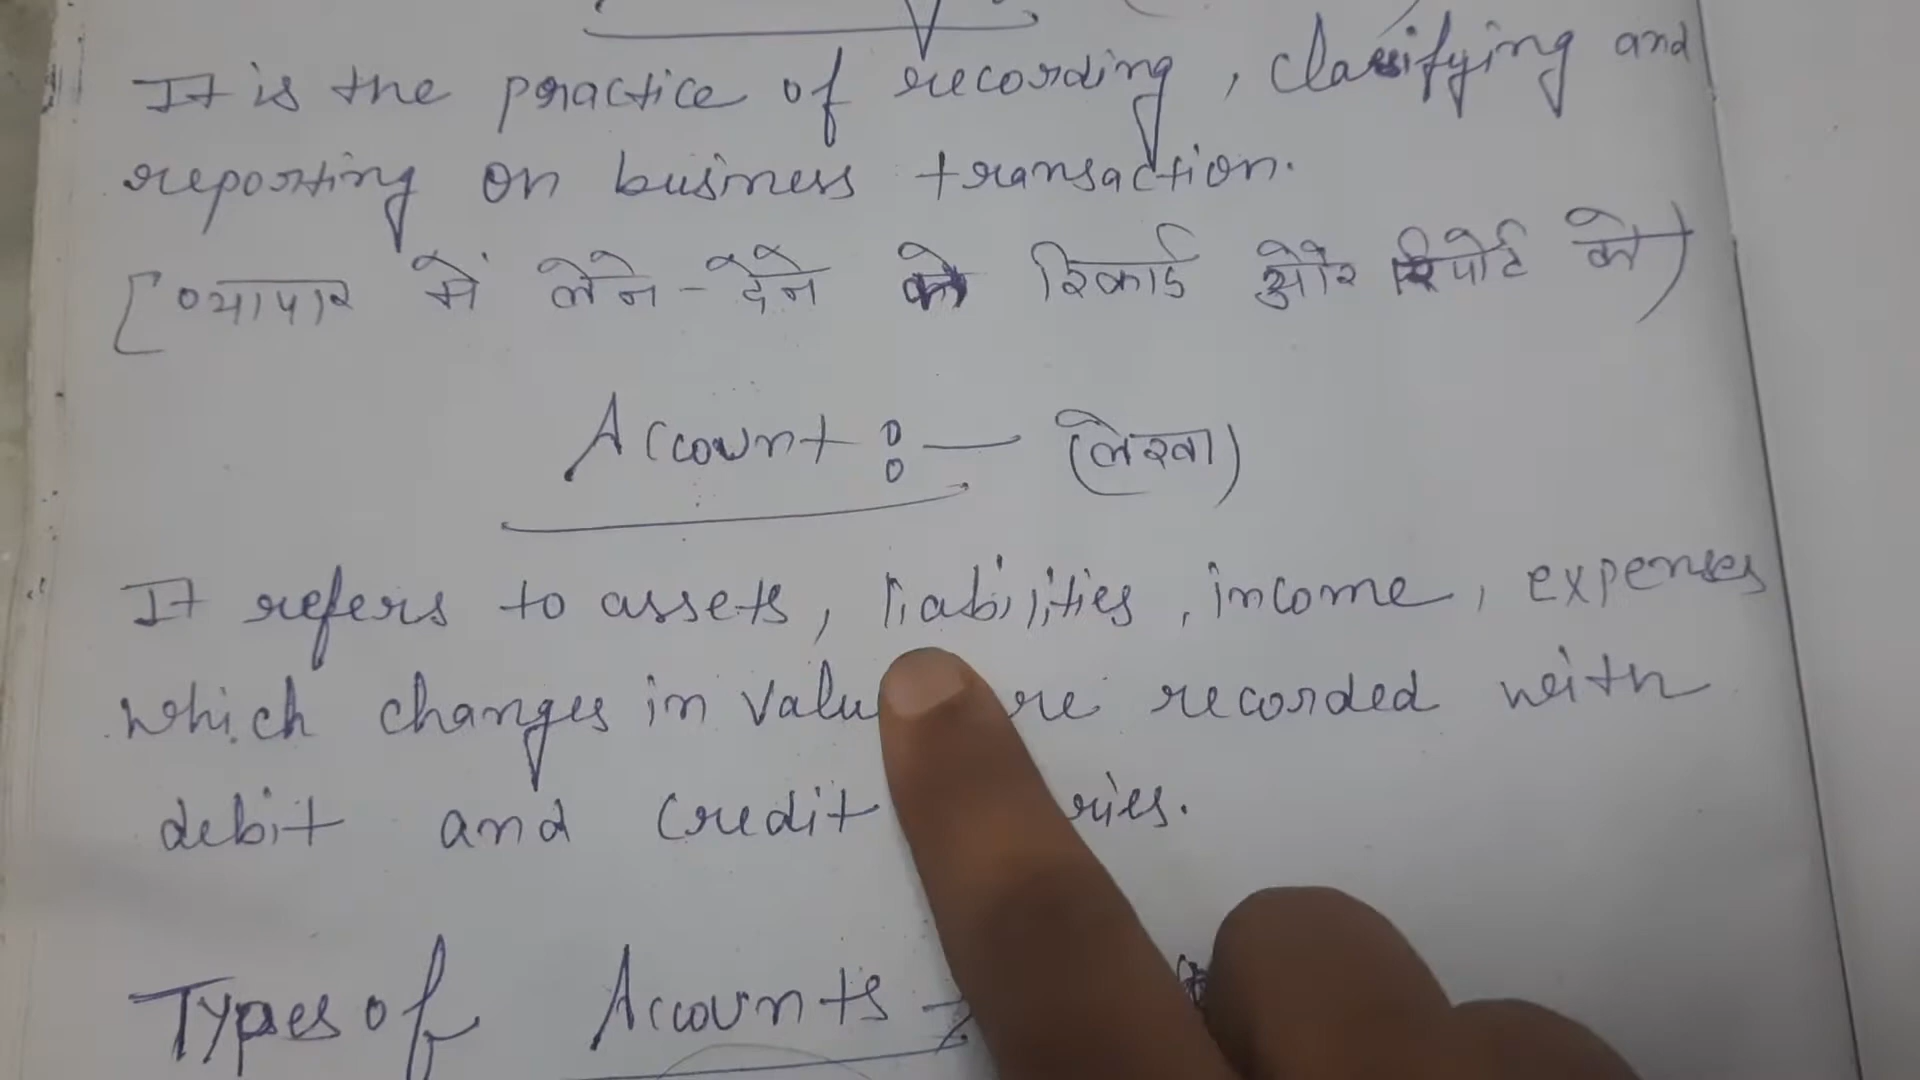 It is the practice of recording, classifying and
reporting on business transaction.
[व्यापार में लेने-देने को रिकार्ड और रिपोर्ट को)
Account :- (लेखा)
It refers to assets, liabilities, income, expenses
which changes in valu re recorded with
debit and credit ries.
Types of Accounts